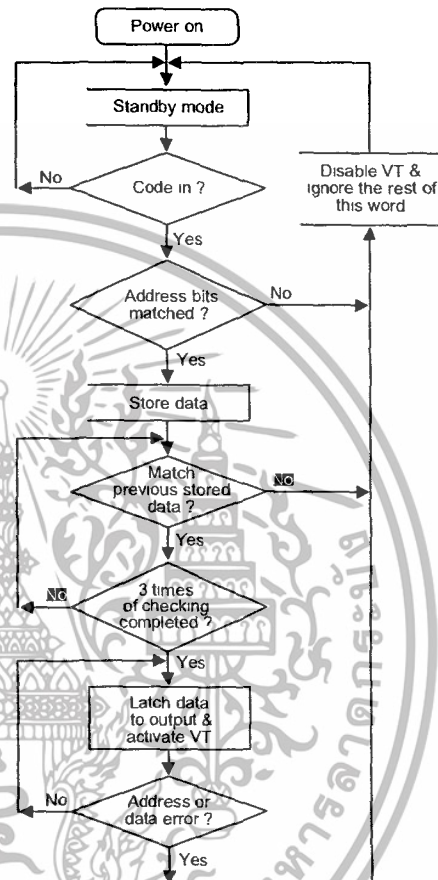 Power on
Standby mode
No
Code in ?
Disable VT &
ignore the rest of
this word
Yes
Address bits
matched ?
No
Yes
Store data
Match
previous stored
data ?
No
Yes
No
3 times
of checking
completed ?
Yes
Latch data
to output &
activate VT
No
Address or
data error ?
Yes